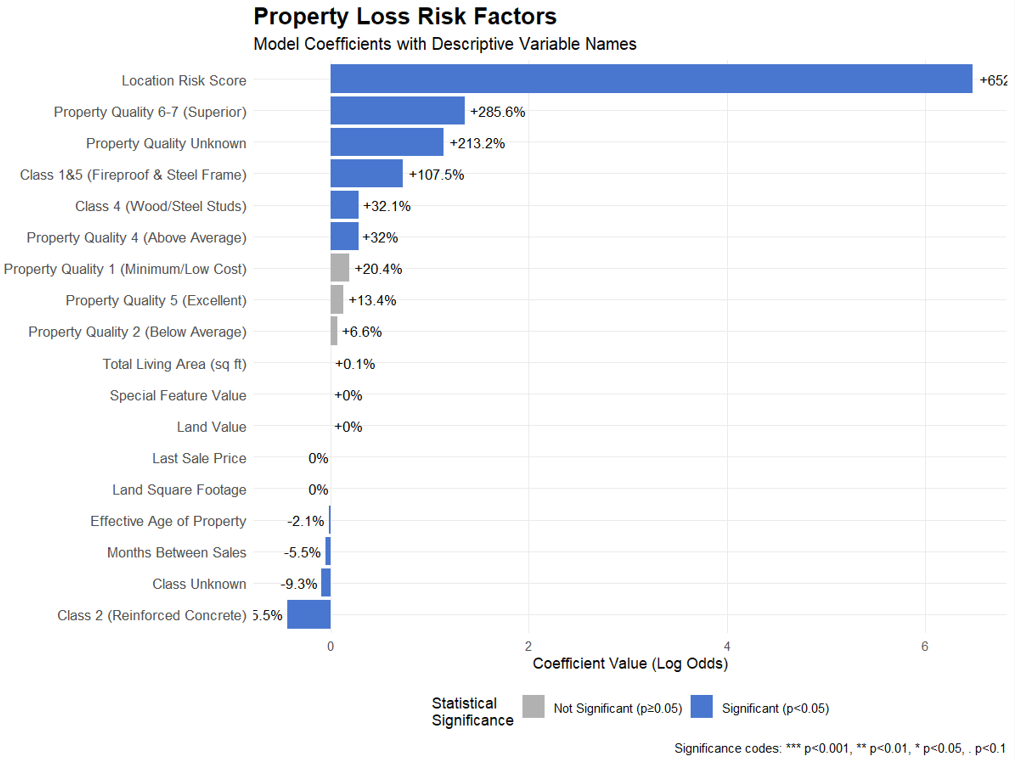 Property Loss Risk Factors
Model Coefficients with Descriptive Variable Names
Location Risk Score +652
Property Quality 6-7 (Superior) +285.6%
Property Quality Unknown +213.2%
Class 1&5 (Fireproof & Steel Frame) +107.5%
Class 4 (Wood/Steel Studs) +32.1%
Property Quality 4 (Above Average) +32%
Property Quality 1 (Minimum/Low Cost) +20.4%
Property Quality 5 (Excellent) +13.4%
Property Quality 2 (Below Average) +6.6%
Total Living Area (sq ft) +0.1%
Special Feature Value +0%
Land Value +0%
Last Sale Price 0%
Land Square Footage 0%
Effective Age of Property -2.1%
Months Between Sales -5.5%
Class Unknown -9.3%
Class 2 (Reinforced Concrete) 5.5%
0 2 4 6
Coefficient Value (Log Odds)
Statistical
Significance
Not Significant (p≥0.05) Significant (p<0.05)
Significance codes: *** p<0.001, ** p<0.01, * p<0.05, . p<0.1